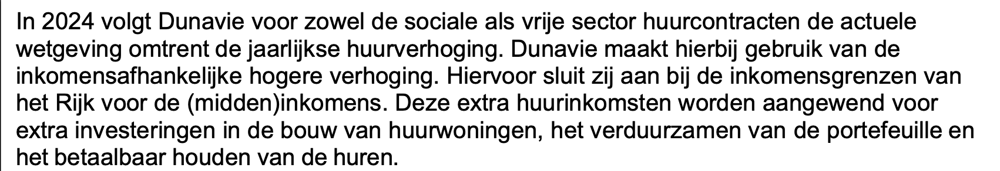 In 2024 volgt Dunavie voor zowel de sociale als vrije sector huurcontracten de actuele
wetgeving omtrent de jaarlijkse huurverhoging. Dunavie maakt hierbij gebruik van de
inkomensafhankelijke hogere verhoging. Hiervoor sluit zij aan bij de inkomensgrenzen van
het Rijk voor de (midden)inkomens. Deze extra huurinkomsten worden aangewend voor
extra investeringen in de bouw van huurwoningen, het verduurzamen van de portefeuille en
het betaalbaar houden van de huren.